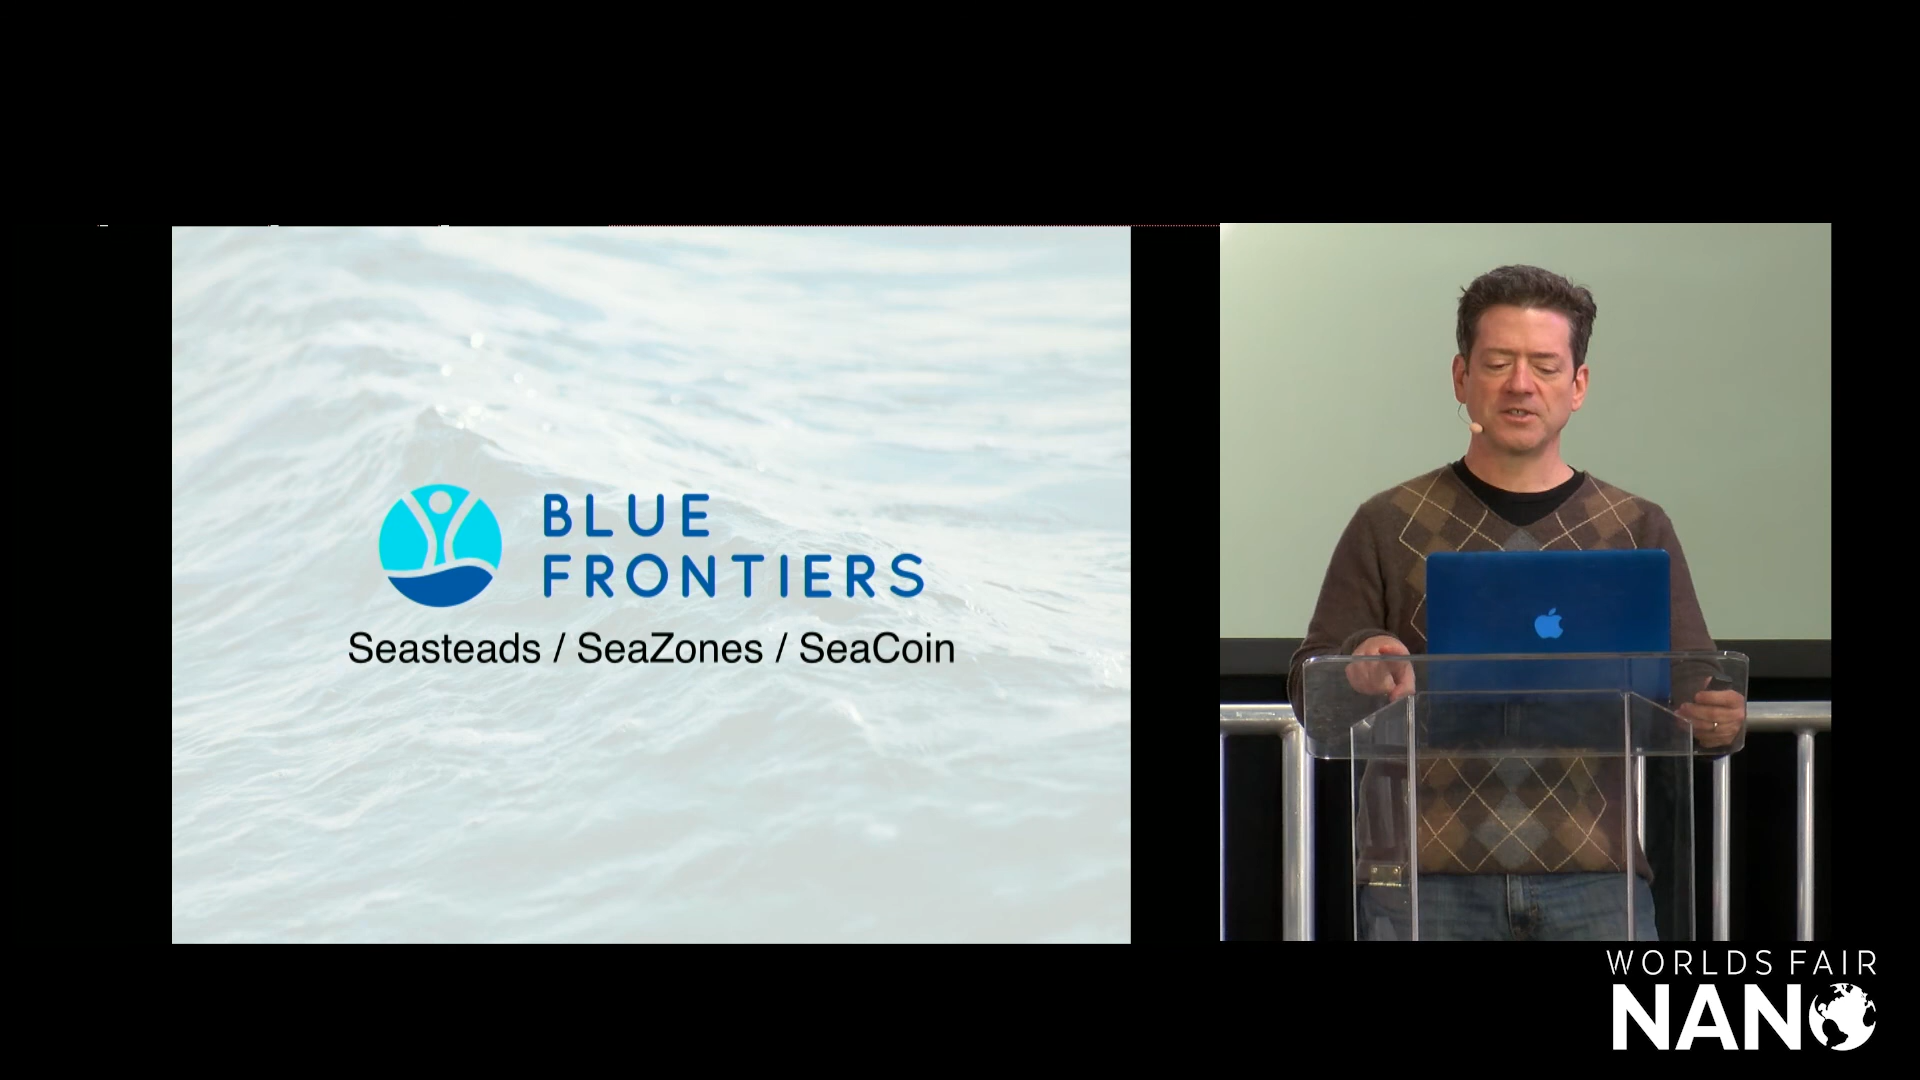 BLUE
FRONTIERS
Seasteads / SeaZones / SeaCoin
WORLDS FAIR
NANO